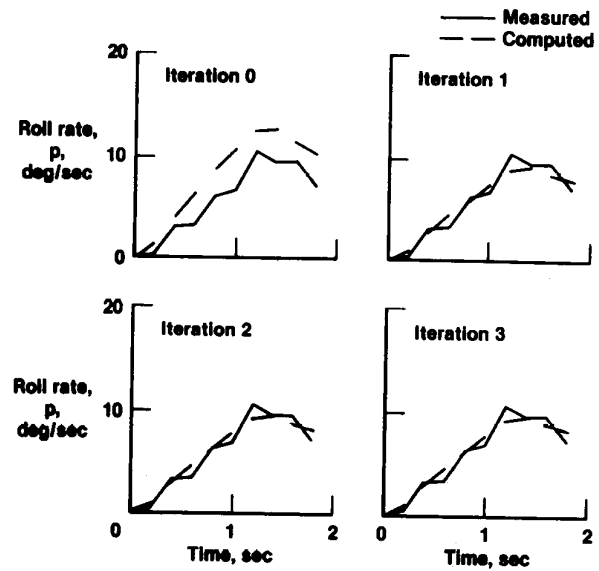 Measured
Computed
20
Iteration 0
Iteration 1
Roll rate,
p,
deg/sec
10
0
20
Iteration 2
Iteration 3
Roll rate,
p,
deg/sec
10
0
1
2
0
1
2
Time, sec
Time, sec